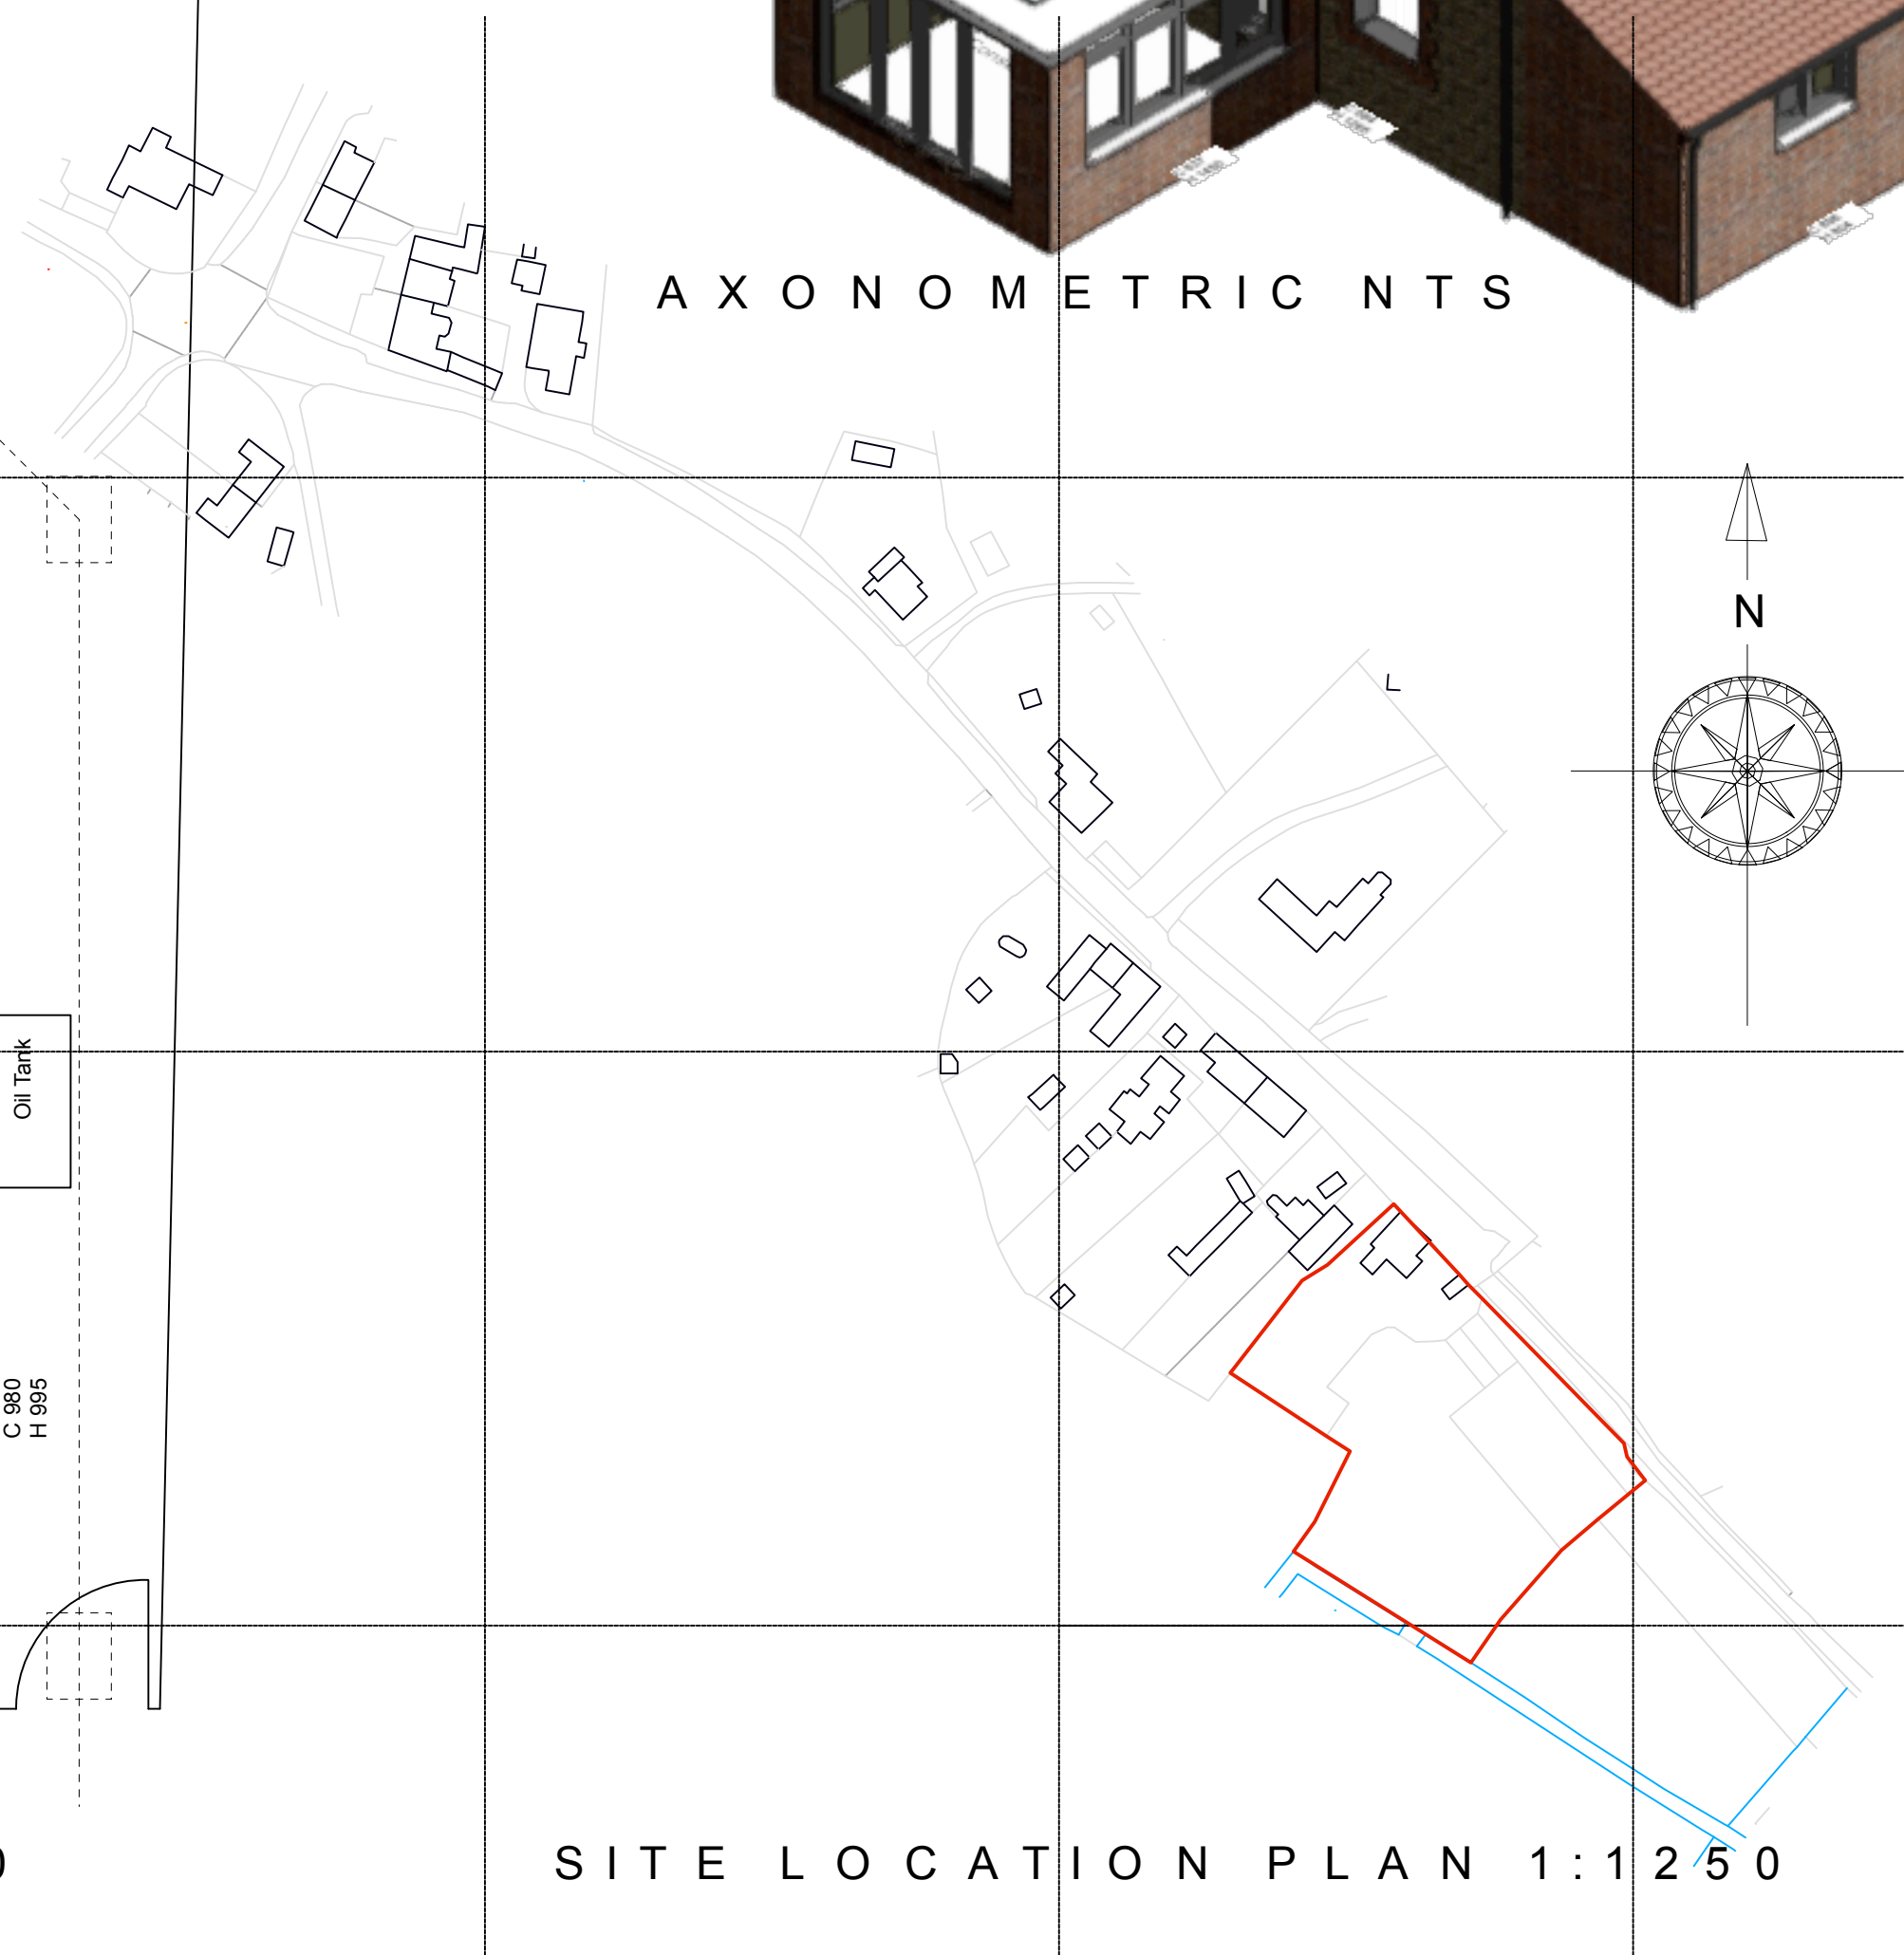 AXONOMETRIC NTS
N
Oil Tank
C 980
H 995
SITE LOCATION PLAN 1:1250